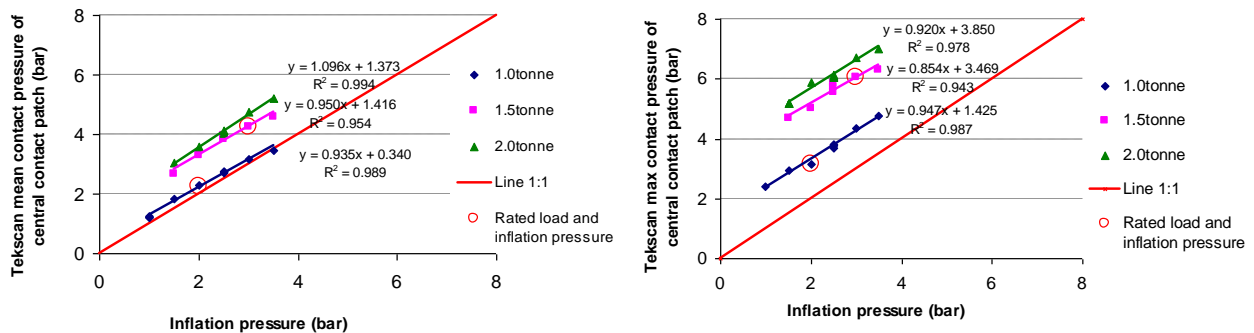 Tekscan mean contact pressure of
central contact patch (bar)
8
6
4
2
0
0
2
4
6
8
Inflation pressure (bar)
y = 1.096x + 1.373
R² = 0.994
y = 0.950x + 1.416
R² = 0.954
y = 0.935x + 0.340
R² = 0.989
1.0tonne
1.5tonne
2.0tonne
Line 1:1
Rated load and
inflation pressure
Tekscan max contact pressure of
central contact patch (bar)
8
6
4
2
0
0
2
4
6
8
Inflation pressure (bar)
y = 0.920x + 3.850
R² = 0.978
y = 0.854x + 3.469
R² = 0.943
y = 0.947x + 1.425
R² = 0.987
1.0tonne
1.5tonne
2.0tonne
Line 1:1
Rated load and
inflation pressure